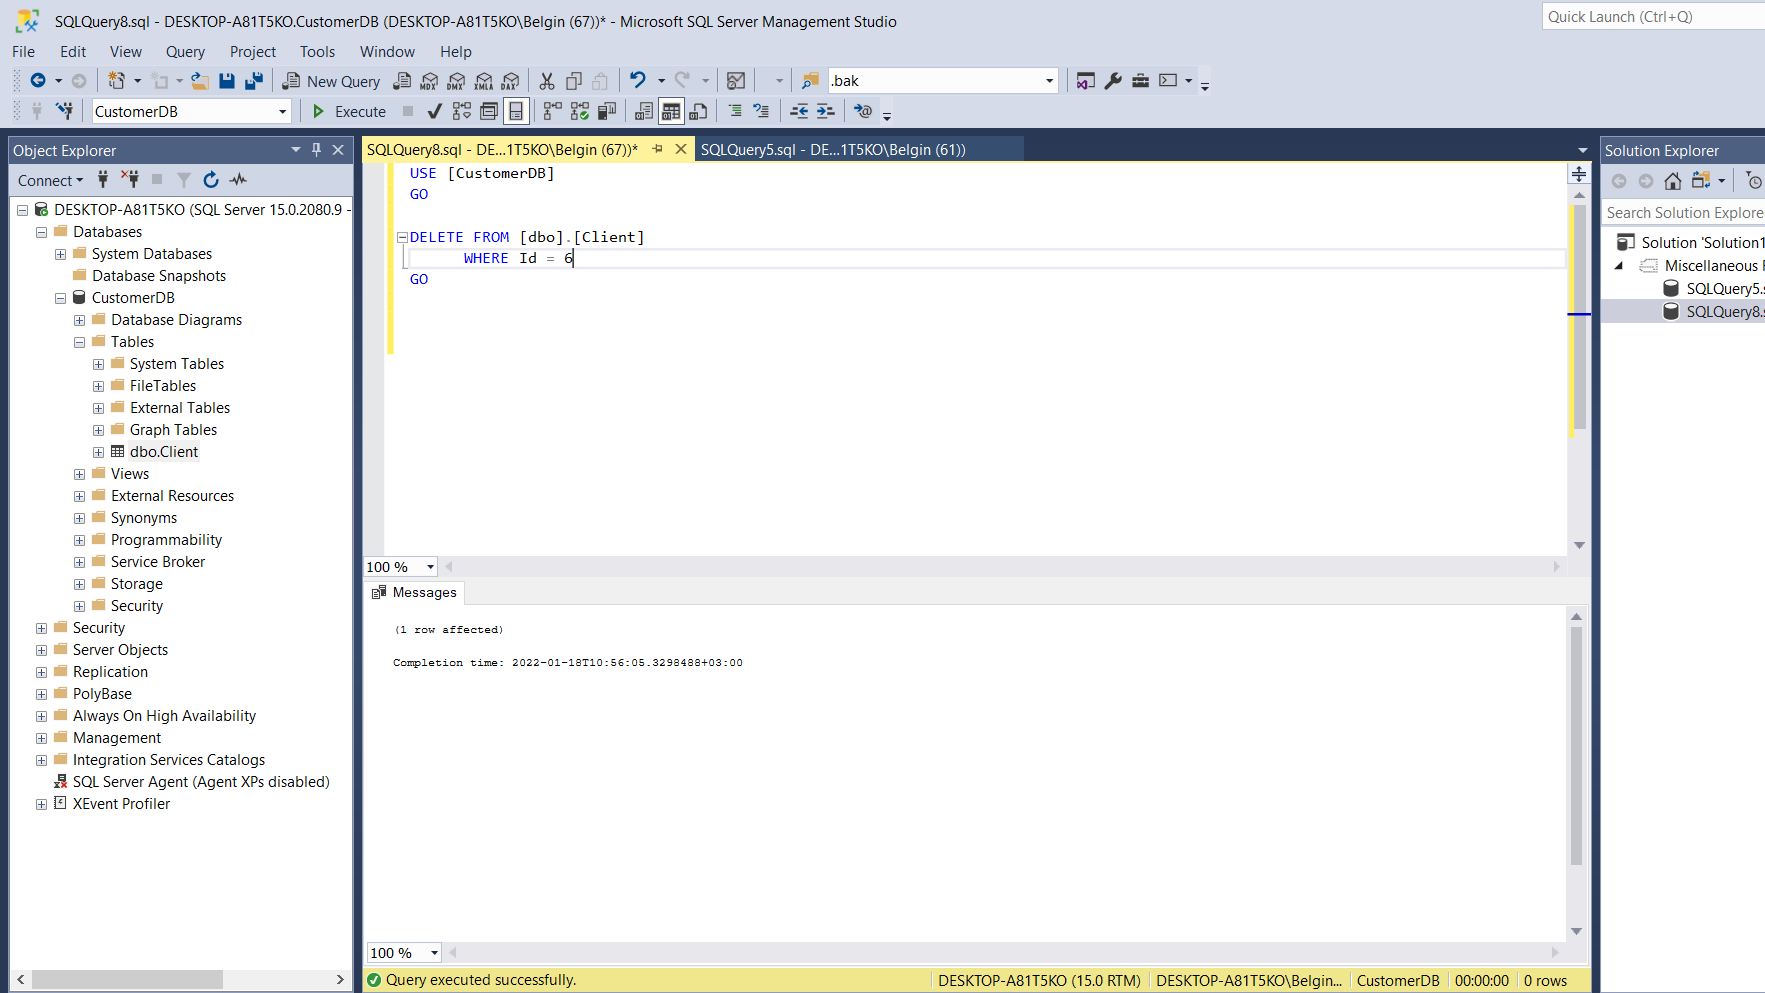 SQLQuery8.sql - DESKTOP-A81T5KO.CustomerDB (DESKTOP-A81T5KO\Belgin (67))* - Microsoft SQL Server Management Studio
Quick Launch (Ctrl+Q)
File Edit View Query Project Tools Window Help
New Query MDX DMX XMLA DAX .bak
CustomerDB Execute
Object Explorer
Connect
DESKTOP-A81T5KO (SQL Server 15.0.2080.9 -
Databases
System Databases
Database Snapshots
CustomerDB
Database Diagrams
Tables
System Tables
FileTables
External Tables
Graph Tables
dbo.Client
Views
External Resources
Synonyms
Programmability
Service Broker
Storage
Security
Security
Server Objects
Replication
PolyBase
Always On High Availability
Management
Integration Services Catalogs
SQL Server Agent (Agent XPs disabled)
XEvent Profiler
SQLQuery8.sql - DE...1T5KO\Belgin (67))* SQLQuery5.sql - DE...1T5KO\Belgin (61))
USE [CustomerDB]
GO
DELETE FROM [dbo].[Client]
WHERE Id = 6
GO
100 %
Messages
(1 row affected)
Completion time: 2022-01-18T10:56:05.3298488+03:00
100 %
Query executed successfully. DESKTOP-A81T5KO (15.0 RTM) DESKTOP-A81T5KO\Belgin... CustomerDB 00:00:00 0 rows
Solution Explorer
Search Solution Explore
Solution 'Solution1
Miscellaneous F
SQLQuery5.s
SQLQuery8.s